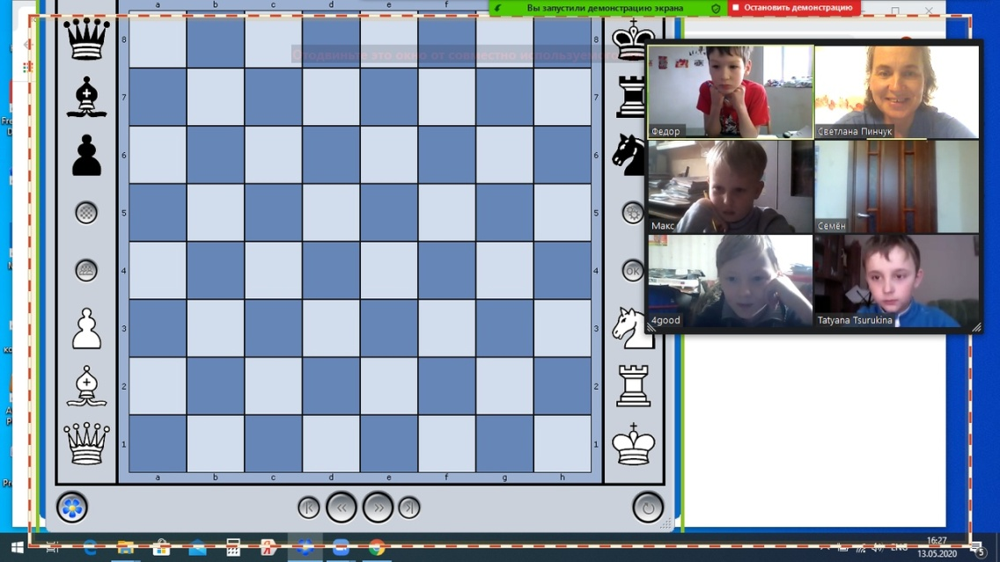 Вы запустили демонстрацию экрана
Остановить демонстрацию
a b c d e f
8 8
Отодвиньте это окно от совместно используемого
7 7
Федор
Светлана Пинчук
6 6
5 5
Макс
Семён
4 OK 4
4good
Tatyana Tsurukina
3 3
2 2
1 1
a b c d e f g h
16:27
ENG
13.05.2020
5